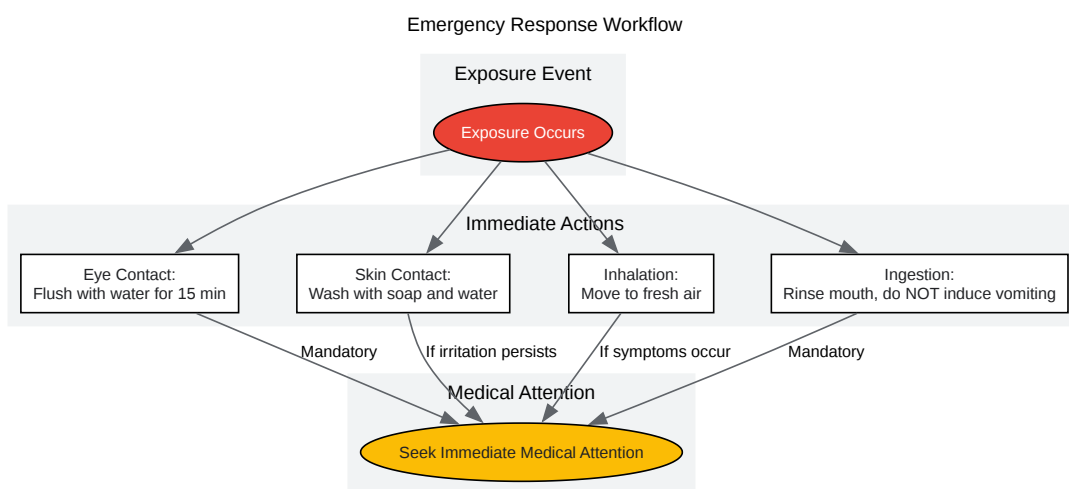 Emergency Response Workflow
Exposure Event
Exposure Occurs
Immediate Actions
Eye Contact:
Flush with water for 15 min
Skin Contact:
Wash with soap and water
Inhalation:
Move to fresh air
Ingestion:
Rinse mouth, do NOT induce vomiting
Mandatory
If irritation persists
If symptoms occur
Mandatory
Medical Attention
Seek Immediate Medical Attention